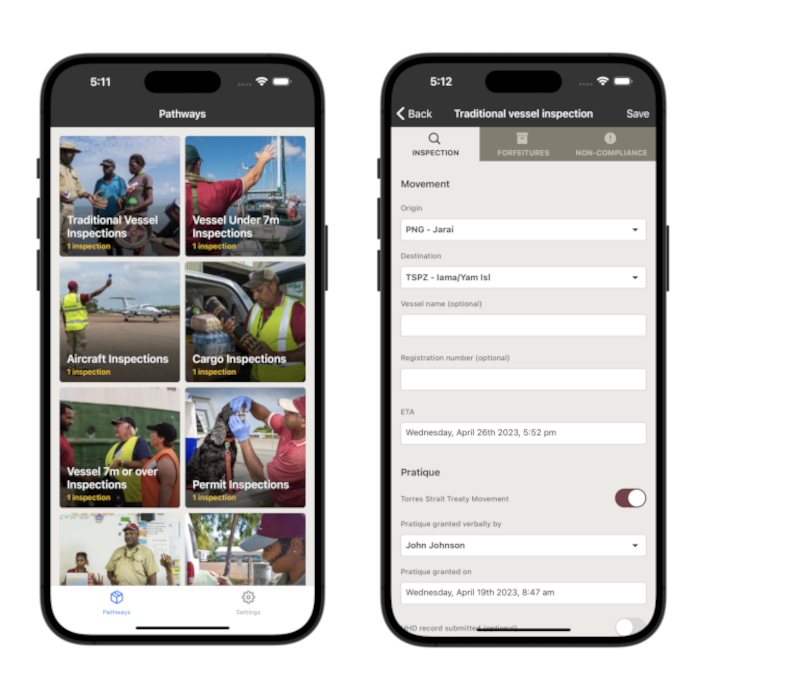 5:11
Pathways
Traditional Vessel
Inspections
1 inspection
Vessel Under 7m
Inspections
1 inspection
Aircraft Inspections
1 inspection
Cargo Inspections
1 inspection
Vessel 7m or over
Inspections
1 inspection
Permit Inspections
1 inspection
Pathways
Settings
5:12
Back
Traditional vessel inspection
Save
INSPECTION
FORFEITURES
NON-COMPLIANCE
Movement
Origin
PNG - Jarai
Destination
TSPZ - Iama/Yam Isl
Vessel name (optional)
Registration number (optional)
ETA
Wednesday, April 26th 2023, 5:52 pm
Pratique
Torres Strait Treaty Movement
Pratique granted verbally by
John Johnson
Pratique granted on
Wednesday, April 19th 2023, 8:47 am
record submitted (optional)